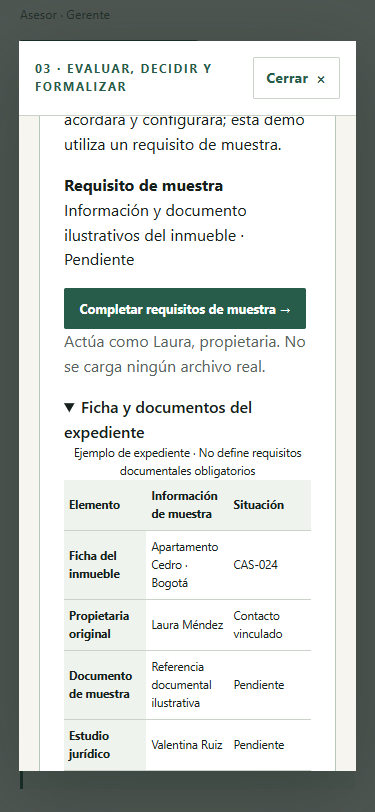 Asesor · Gerente
03 · EVALUAR, DECIDIR Y
FORMALIZAR
Cerrar ×
acordará y configurará; esta demo
utiliza un requisito de muestra.
Requisito de muestra
Información y documento
ilustrativos del inmueble ·
Pendiente
Completar requisitos de muestra →
Actúa como Laura, propietaria. No
se carga ningún archivo real.
▼ Ficha y documentos del
expediente
Ejemplo de expediente · No define requisitos
documentales obligatorios
Elemento
Información
de muestra
Situación
Ficha del
inmueble
Apartamento
Cedro ·
Bogotá
CAS-024
Propietaria
original
Laura Méndez
Contacto
vinculado
Documento
de muestra
Referencia
documental
ilustrativa
Pendiente
Estudio
jurídico
Valentina Ruiz
Pendiente